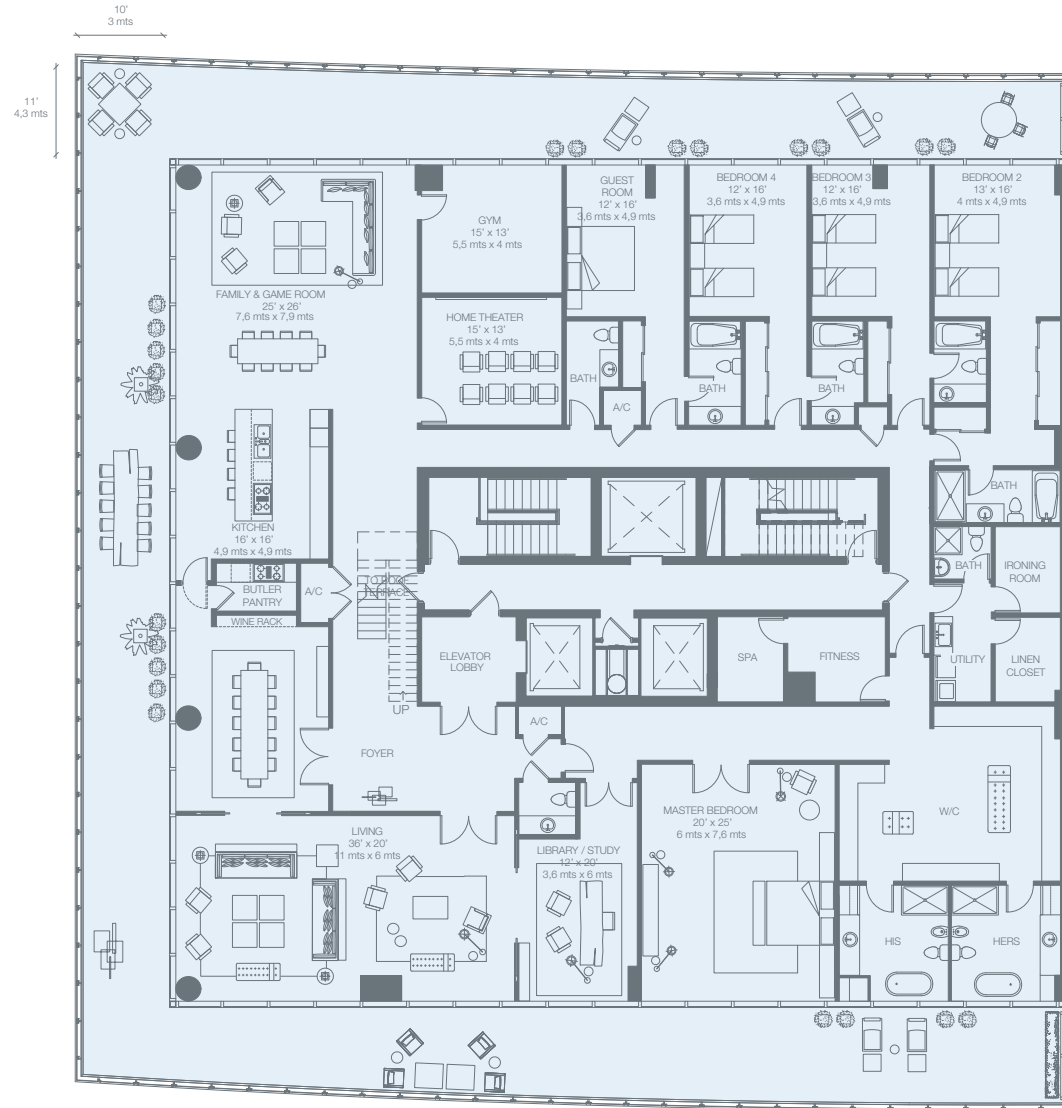 10'
3 mts
11'
4,3 mts
GUEST
ROOM
12' x 16'
3,6 mts x 4,9 mts
BEDROOM 4
12' x 16'
3,6 mts x 4,9 mts
BEDROOM 3
12' x 16'
3,6 mts x 4,9 mts
BEDROOM 2
13' x 16'
4 mts x 4,9 mts
GYM
15' x 13'
5,5 mts x 4 mts
FAMILY & GAME ROOM
25' x 26'
7,6 mts x 7,9 mts
HOME THEATER
15' x 13'
5,5 mts x 4 mts
BATH
A/C
BATH
BATH
BATH
KITCHEN
16' x 16'
4,9 mts x 4,9 mts
BUTLER
PANTRY
A/C
TO ROOF
TERRACE
BATH
IRONING
ROOM
WINE RACK
ELEVATOR
LOBBY
SPA
FITNESS
UTILITY
LINEN
CLOSET
UP
A/C
FOYER
MASTER BEDROOM
20' x 25'
6 mts x 7,6 mts
W/C
LIVING
36' x 20'
11 mts x 6 mts
LIBRARY / STUDY
12' x 20'
3,6 mts x 6 mts
HIS
HERS